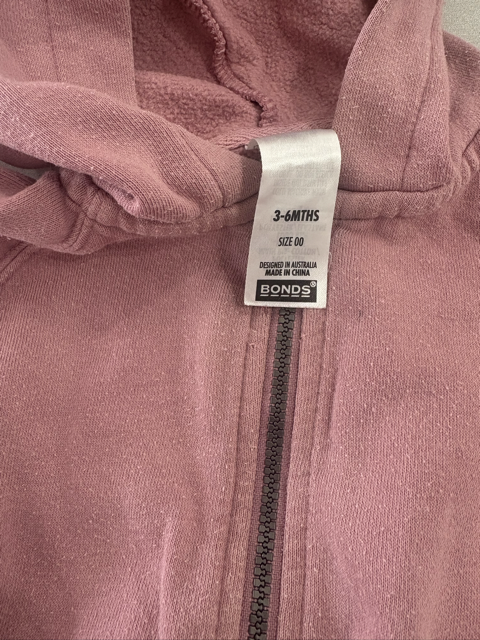 3-6MTHS
SIZE 00
DESIGNED IN AUSTRALIA
MADE IN CHINA
BONDS®